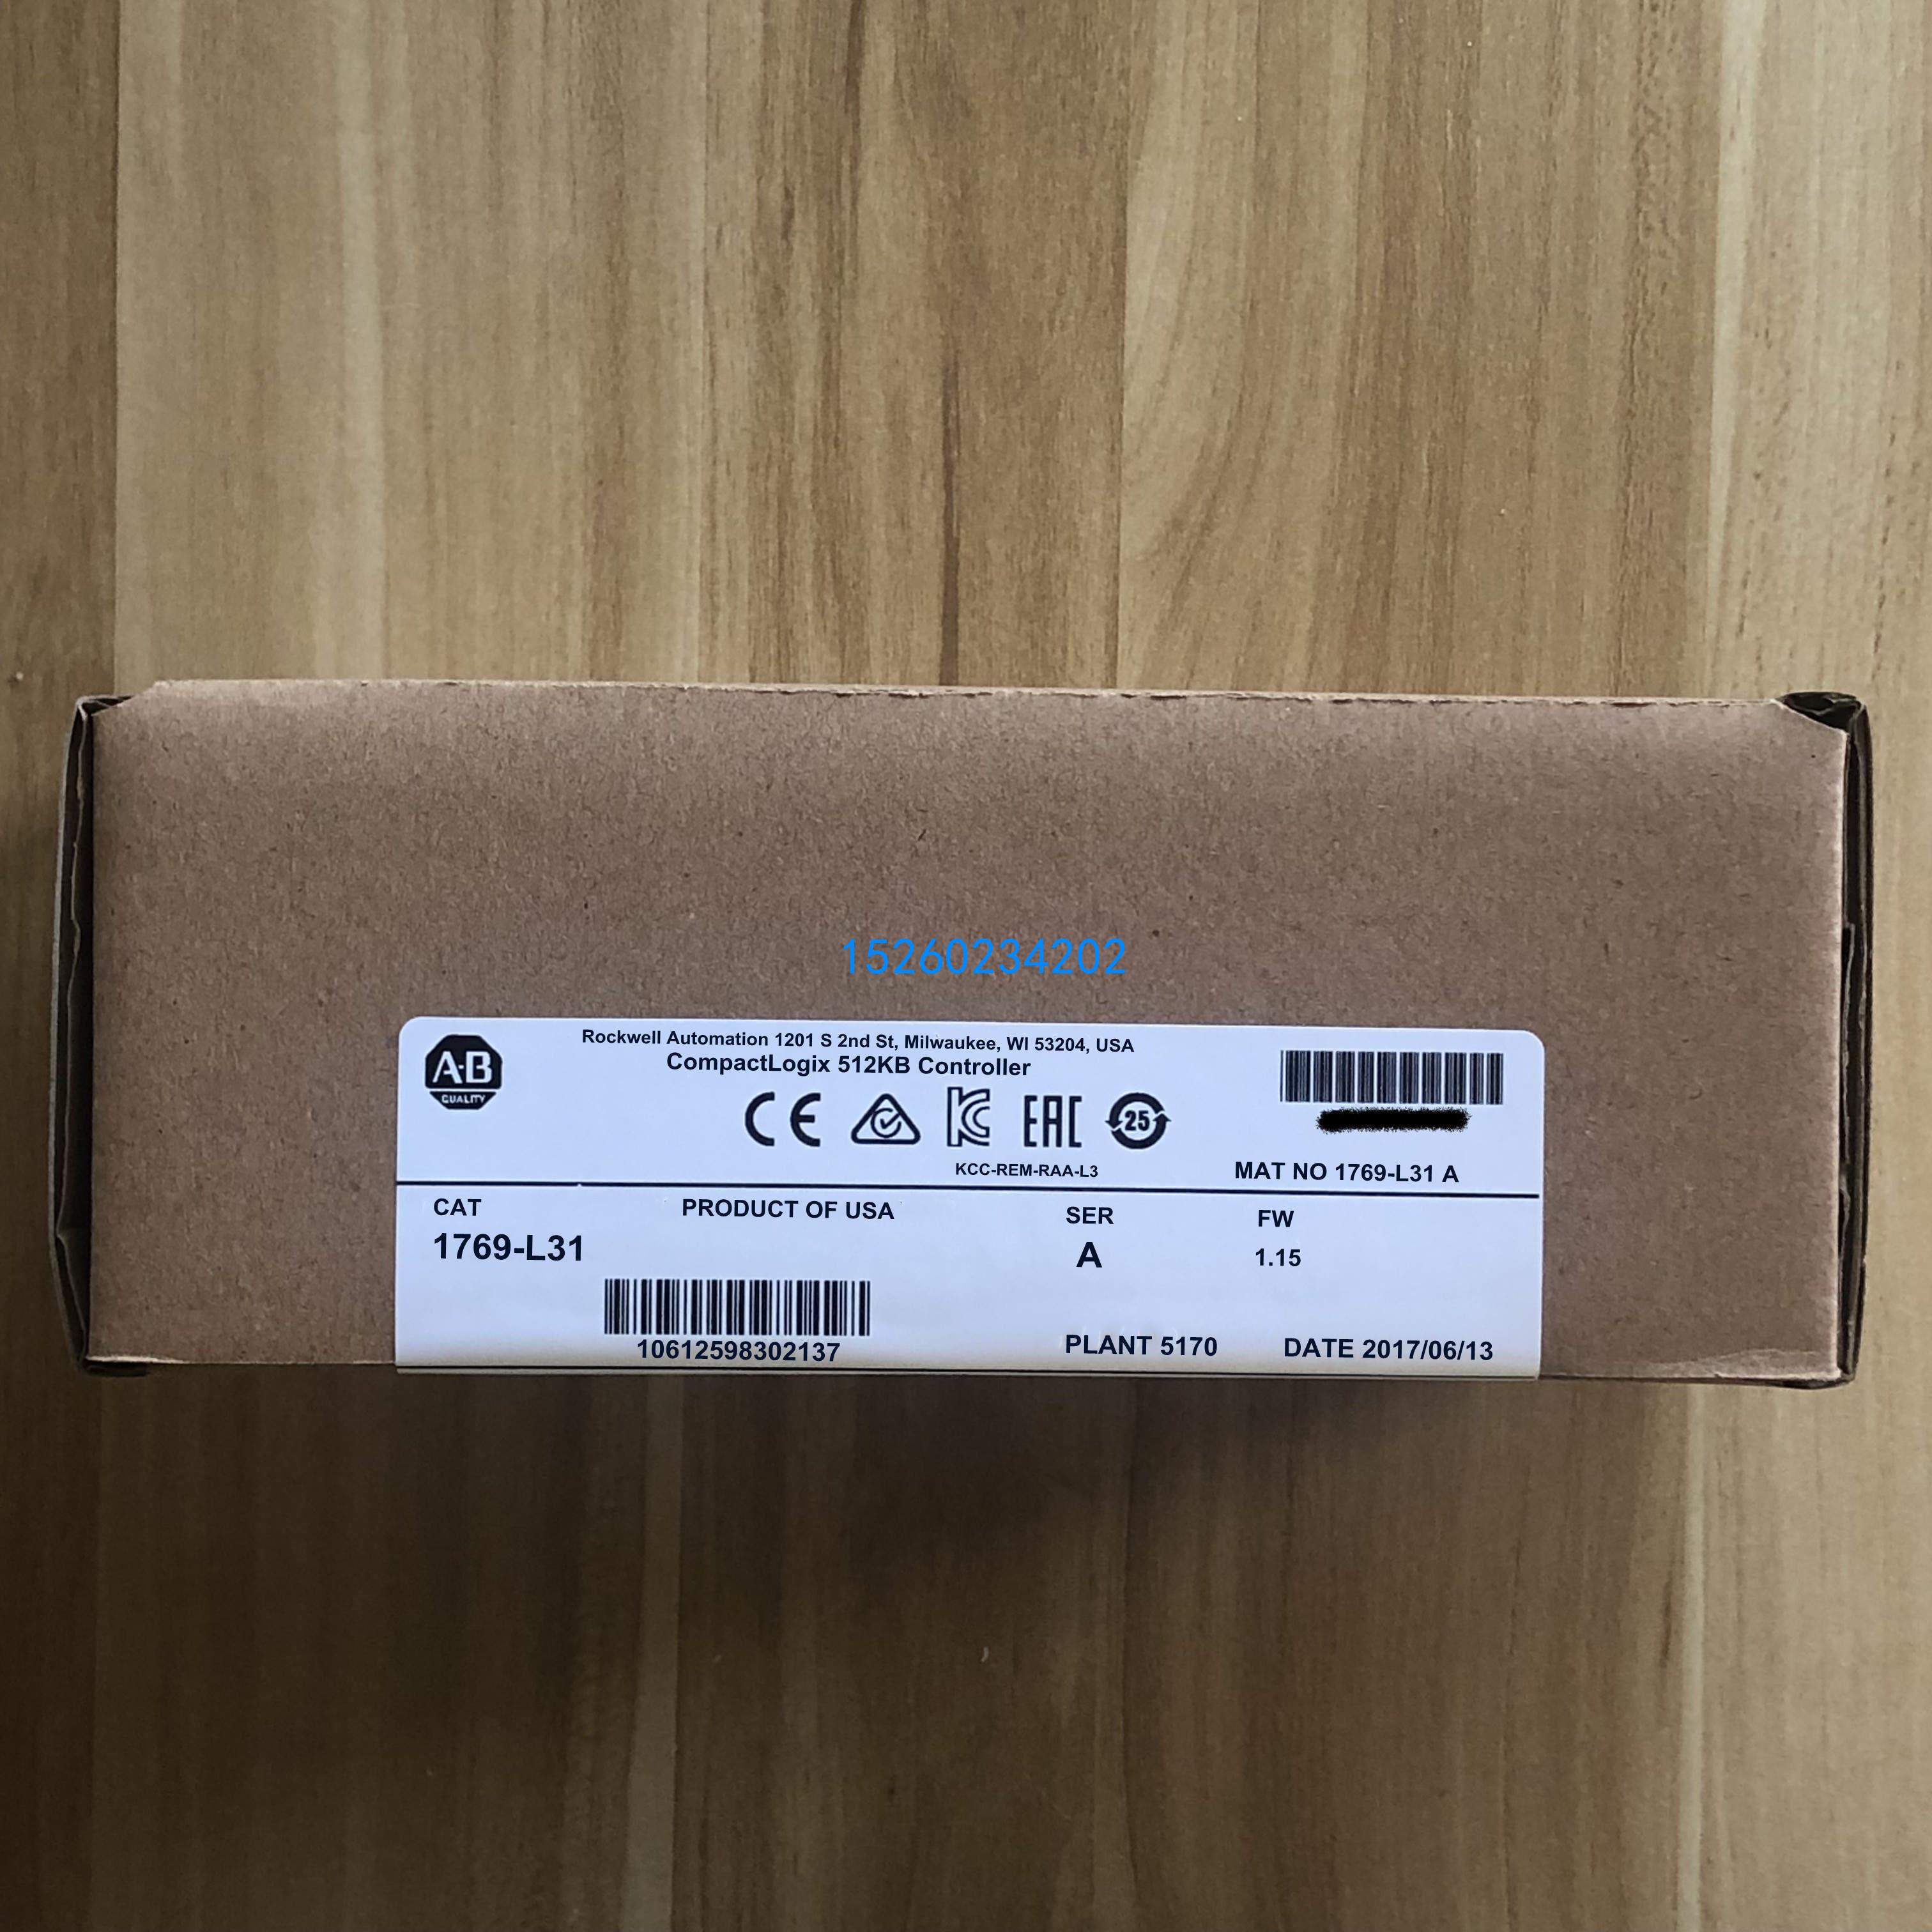 15260234202
A·B
QUALITY
Rockwell Automation 1201 S 2nd St, Milwaukee, WI 53204, USA
CompactLogix 512KB Controller
CE
EAC
25
KCC-REM-RAA-L3
MAT NO 1769-L31 A
CAT
PRODUCT OF USA
SER
FW
1769-L31
A
1.15
10612598302137
PLANT 5170
DATE 2017/06/13